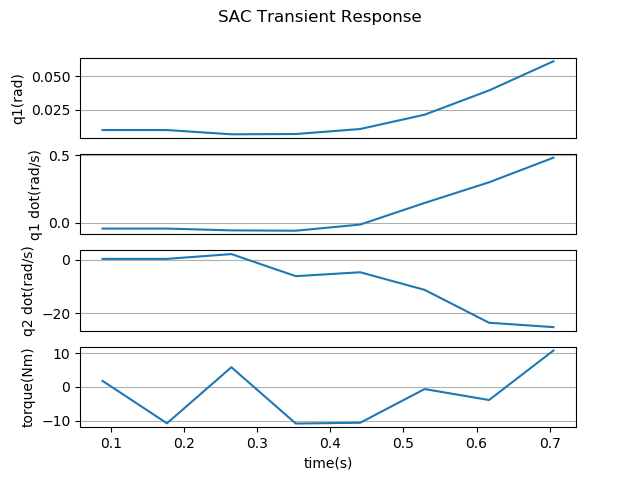 SAC Transient Response
q1(rad)
0.050
0.025
q1 dot(rad/s)
0.5
0.0
q2 dot(rad/s)
0
−20
torque(Nm)
10
0
−10
0.1 0.2 0.3 0.4 0.5 0.6 0.7
time(s)